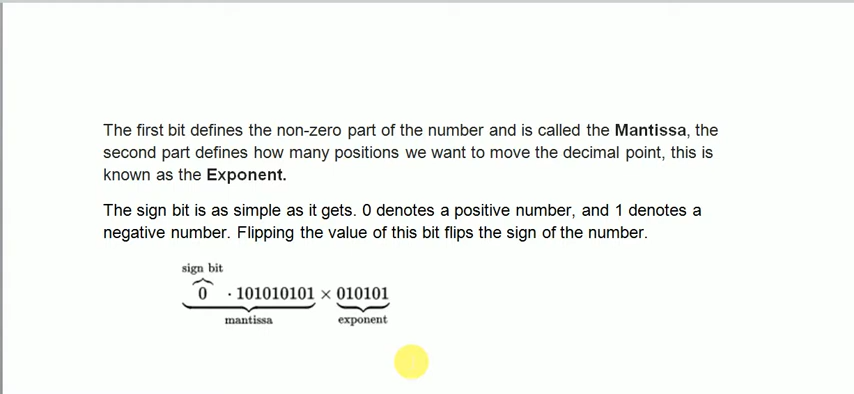 The first bit defines the non-zero part of the number and is called the Mantissa, the
second part defines how many positions we want to move the decimal point, this is
known as the Exponent.
The sign bit is as simple as it gets. 0 denotes a positive number, and 1 denotes a
negative number. Flipping the value of this bit flips the sign of the number.
sign bit
0 · 101010101 × 010101
mantissa exponent